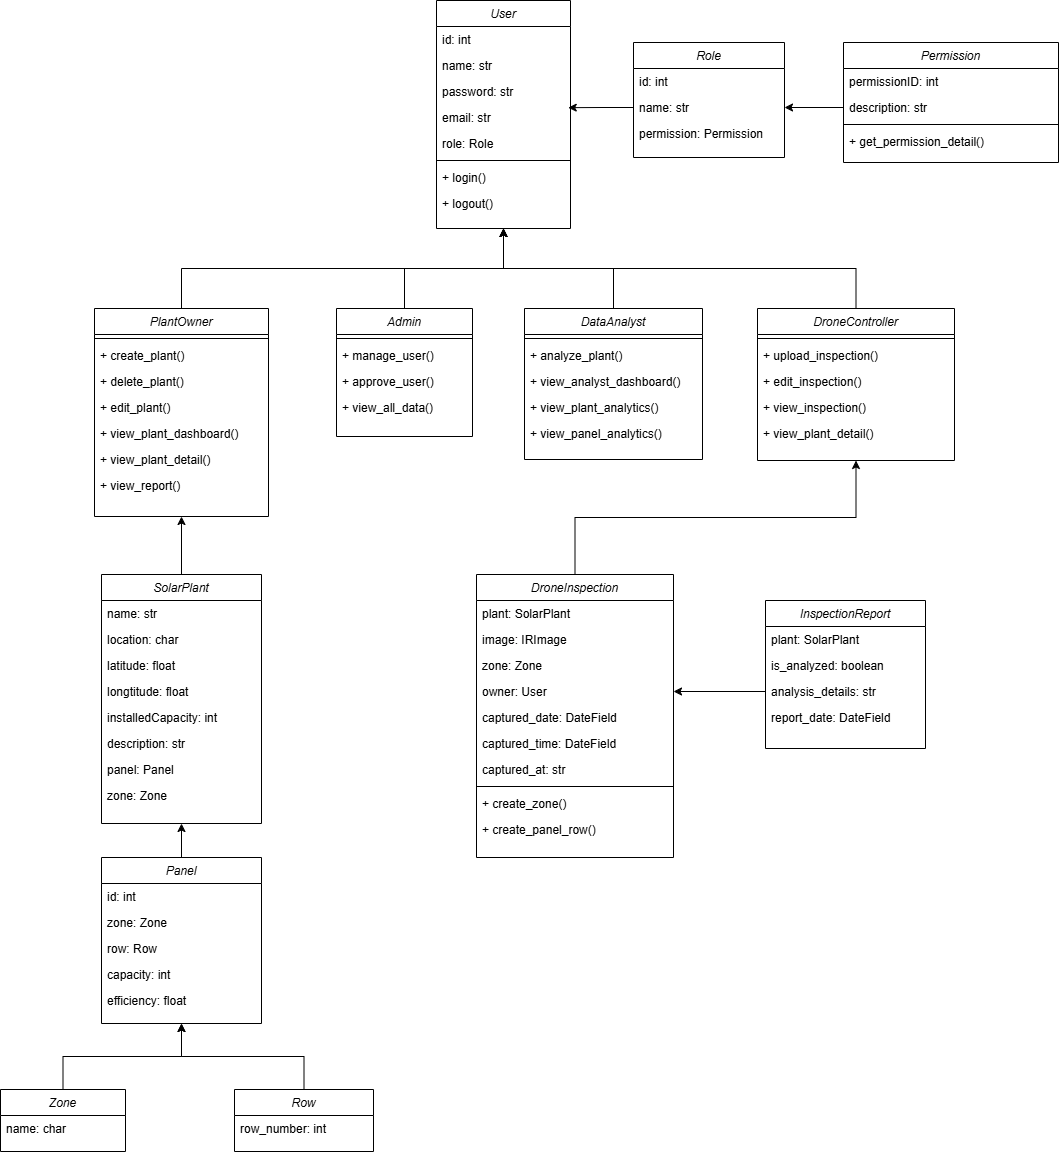 User
id: int
name: str
password: str
email: str
role: Role
+ login()
+ logout()
Role
id: int
name: str
permission: Permission
Permission
permissionID: int
description: str
+ get_permission_detail()
PlantOwner
+ create_plant()
+ delete_plant()
+ edit_plant()
+ view_plant_dashboard()
+ view_plant_detail()
+ view_report()
Admin
+ manage_user()
+ approve_user()
+ view_all_data()
DataAnalyst
+ analyze_plant()
+ view_analyst_dashboard()
+ view_plant_analytics()
+ view_panel_analytics()
DroneController
+ upload_inspection()
+ edit_inspection()
+ view_inspection()
+ view_plant_detail()
SolarPlant
name: str
location: char
latitude: float
longtitude: float
installedCapacity: int
description: str
panel: Panel
zone: Zone
DroneInspection
plant: SolarPlant
image: IRImage
zone: Zone
owner: User
captured_date: DateField
captured_time: DateField
captured_at: str
+ create_zone()
+ create_panel_row()
InspectionReport
plant: SolarPlant
is_analyzed: boolean
analysis_details: str
report_date: DateField
Panel
id: int
zone: Zone
row: Row
capacity: int
efficiency: float
Zone
name: char
Row
row_number: int